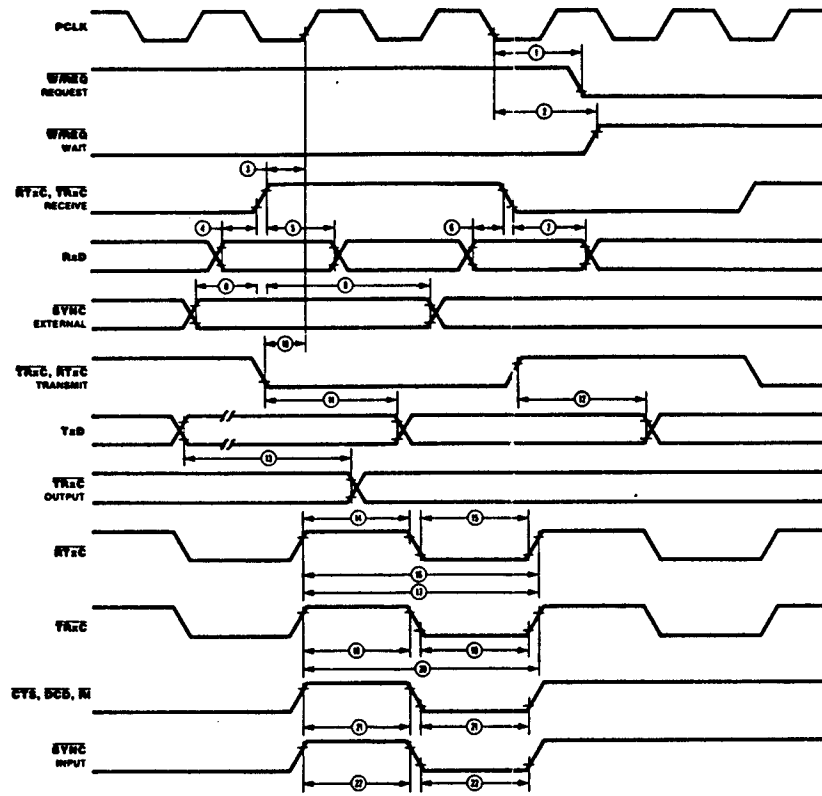 PCLK
1
W/REQ
REQUEST
2
W/REQ
WAIT
3
RTxC, TRxC
RECEIVE
4 5 6 7
RxD
8
SYNC
EXTERNAL
10
TRxC, RTxC
TRANSMIT
11 12
TxD
13
TRxC
OUTPUT
14 15
RTxC
16
17
TRxC
18 19
20
CTS, DCD, RI
21 21
SYNC
INPUT
22 22